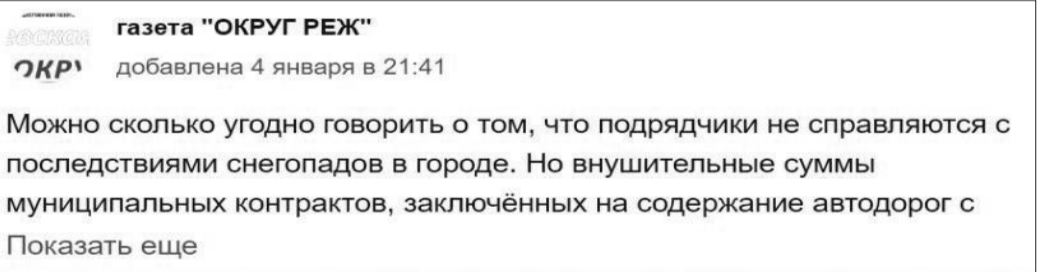 газета "ОКРУГ РЕЖ"
добавлена 4 января в 21:41
Можно сколько угодно говорить о том, что подрядчики не справляются с
последствиями снегопадов в городе. Но внушительные суммы
муниципальных контрактов, заключённых на содержание автодорог с
Показать еще